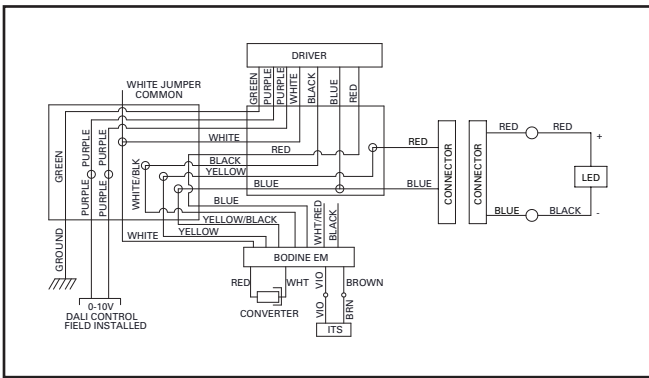 DRIVER
WHITE JUMPER
COMMON
GREEN
PURPLE
PURPLE
WHITE
BLACK
BLUE
RED
WHITE
RED
BLACK
YELLOW
BLUE
BLUE
YELLOW/BLACK
YELLOW
WHITE
GREEN
PURPLE
PURPLE
PURPLE
PURPLE
WHITE/BLK
WHT/RED
BLACK
RED
BLUE
CONNECTOR
CONNECTOR
RED
RED
+
LED
BLUE
BLACK
-
GROUND
BODINE EM
RED
WHT
VIO
BROWN
CONVERTER
VIO
BRN
ITS
0-10V
DALI CONTROL
FIELD INSTALLED